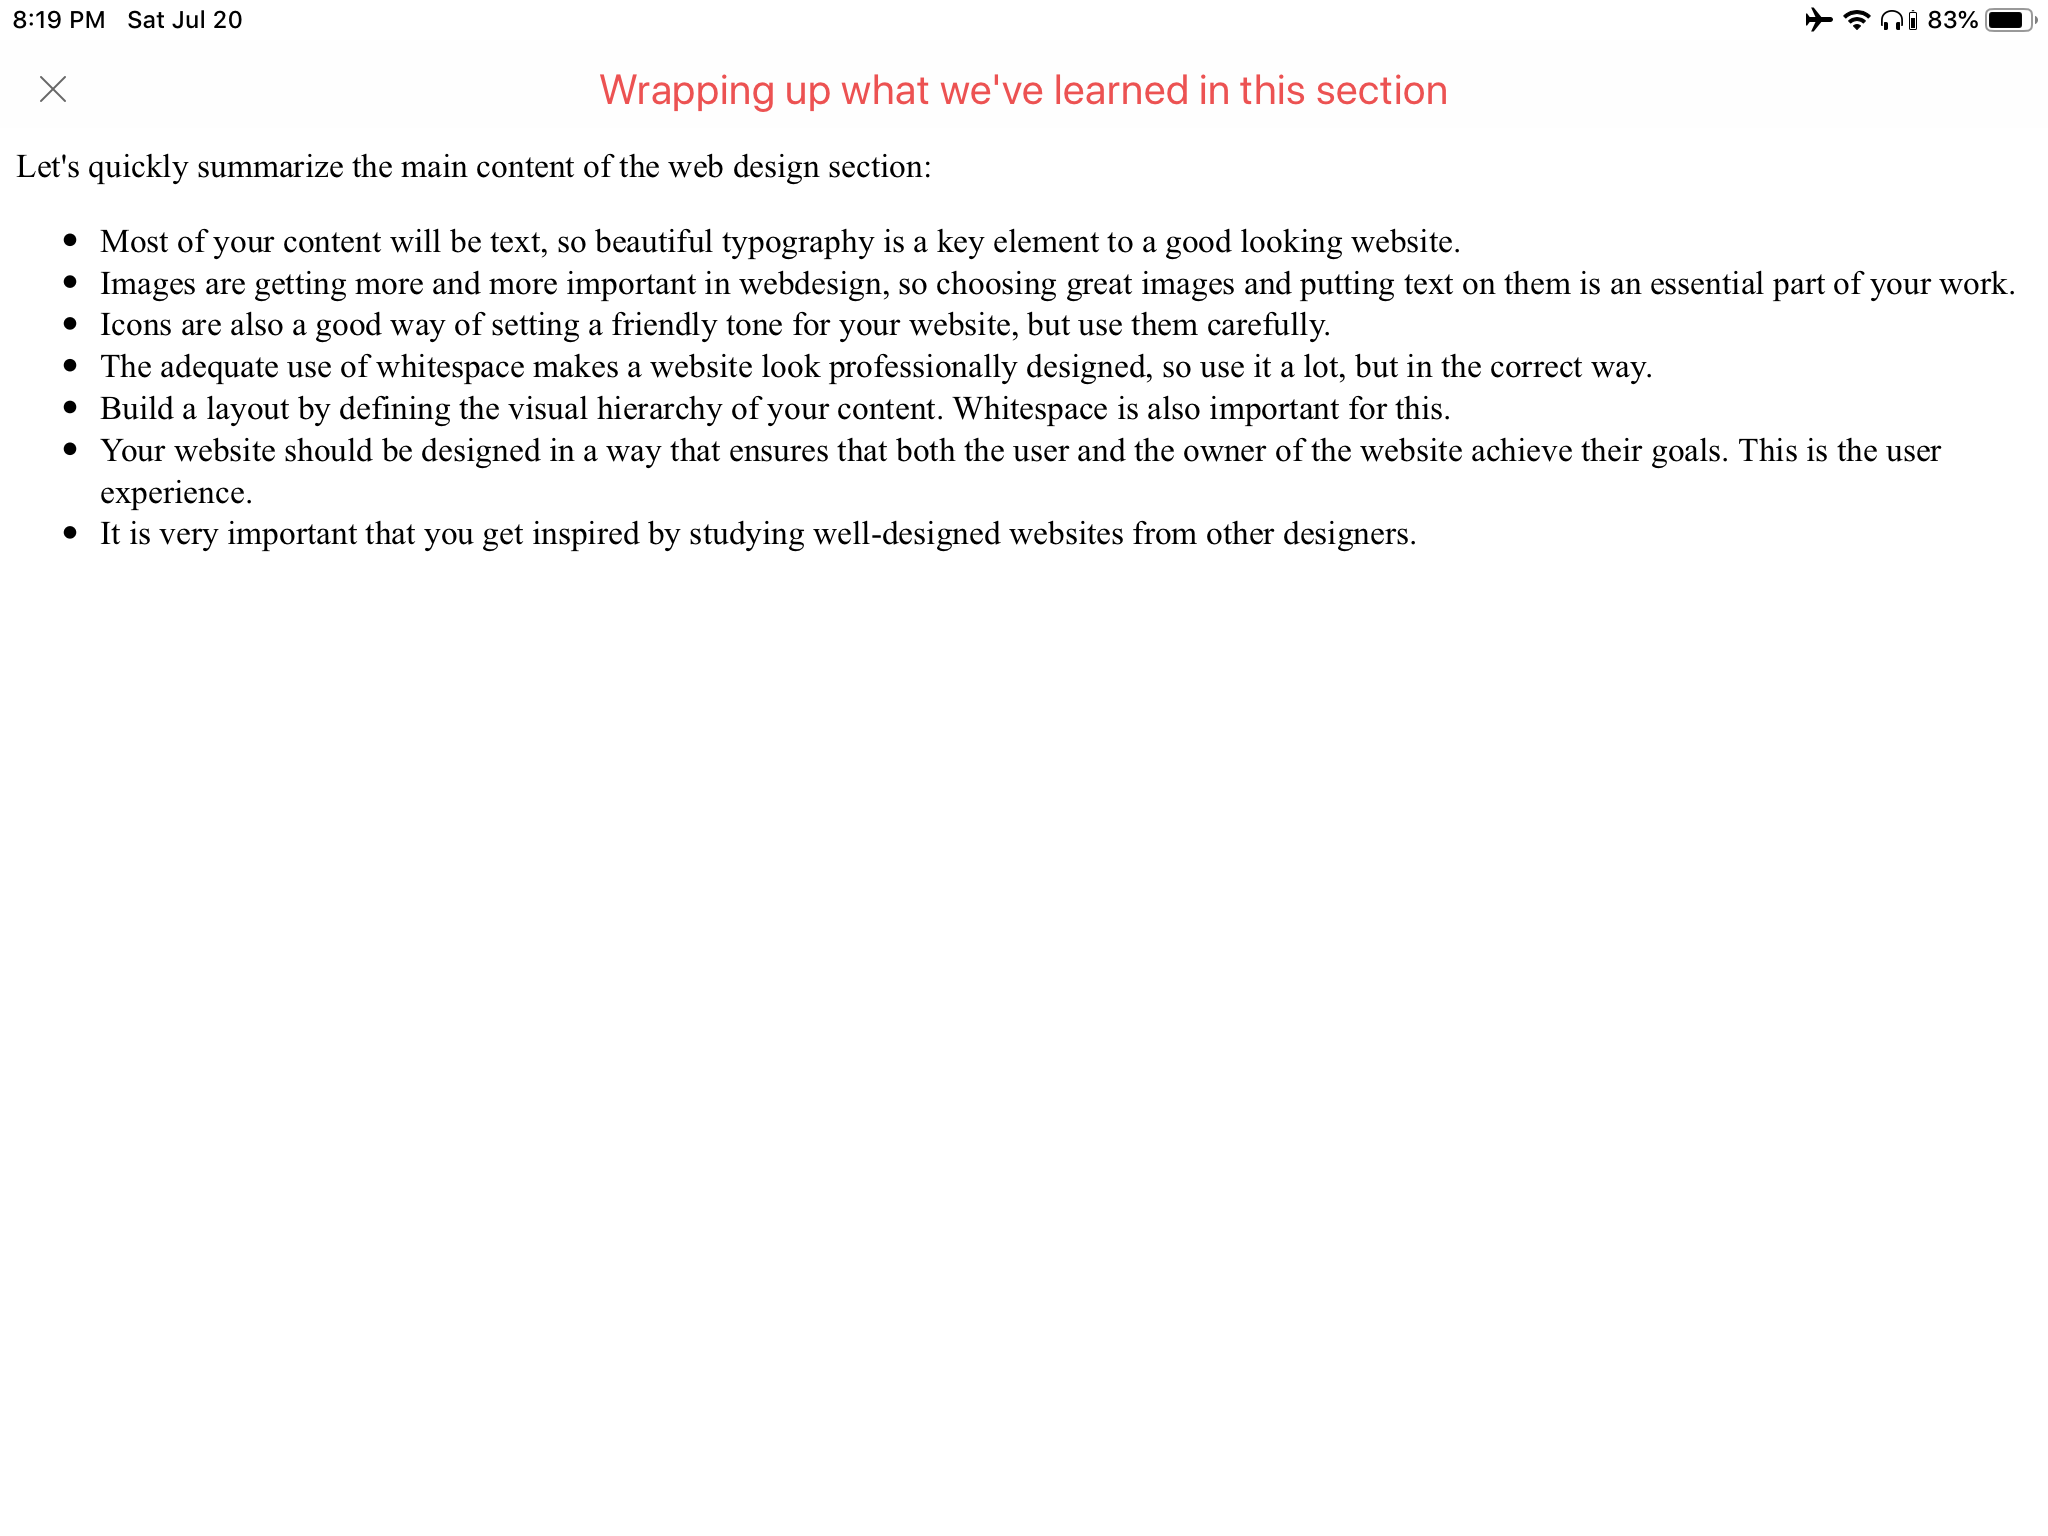 8:19 PM Sat Jul 20
83%
Wrapping up what we've learned in this section
Let's quickly summarize the main content of the web design section:
• Most of your content will be text, so beautiful typography is a key element to a good looking website.
• Images are getting more and more important in webdesign, so choosing great images and putting text on them is an essential part of your work.
• Icons are also a good way of setting a friendly tone for your website, but use them carefully.
• The adequate use of whitespace makes a website look professionally designed, so use it a lot, but in the correct way.
• Build a layout by defining the visual hierarchy of your content. Whitespace is also important for this.
• Your website should be designed in a way that ensures that both the user and the owner of the website achieve their goals. This is the user
experience.
• It is very important that you get inspired by studying well-designed websites from other designers.